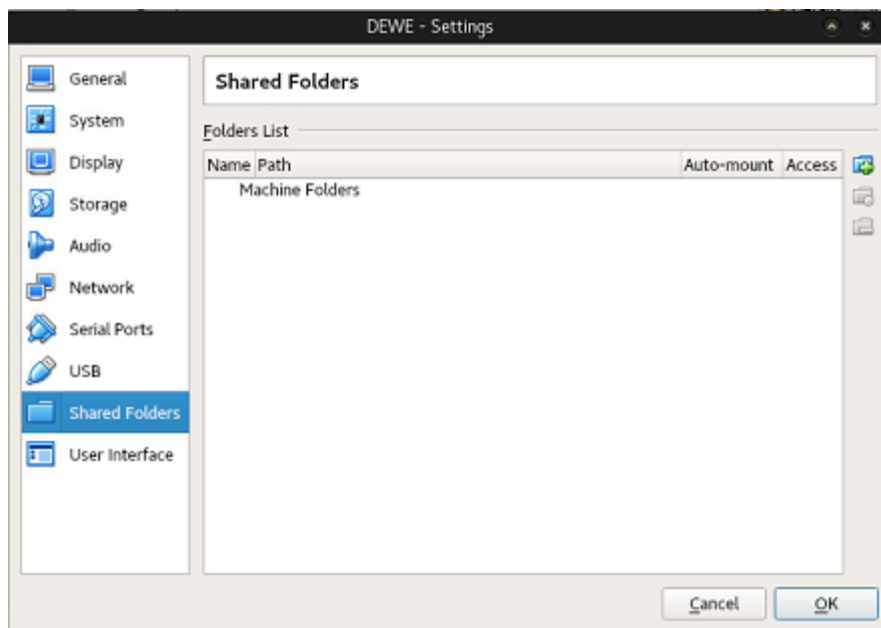 DEWE - Settings
General
System
Display
Storage
Audio
Network
Serial Ports
USB
Shared Folders
User Interface
Shared Folders
Folders List
Name Path Auto-mount Access
Machine Folders
Cancel OK